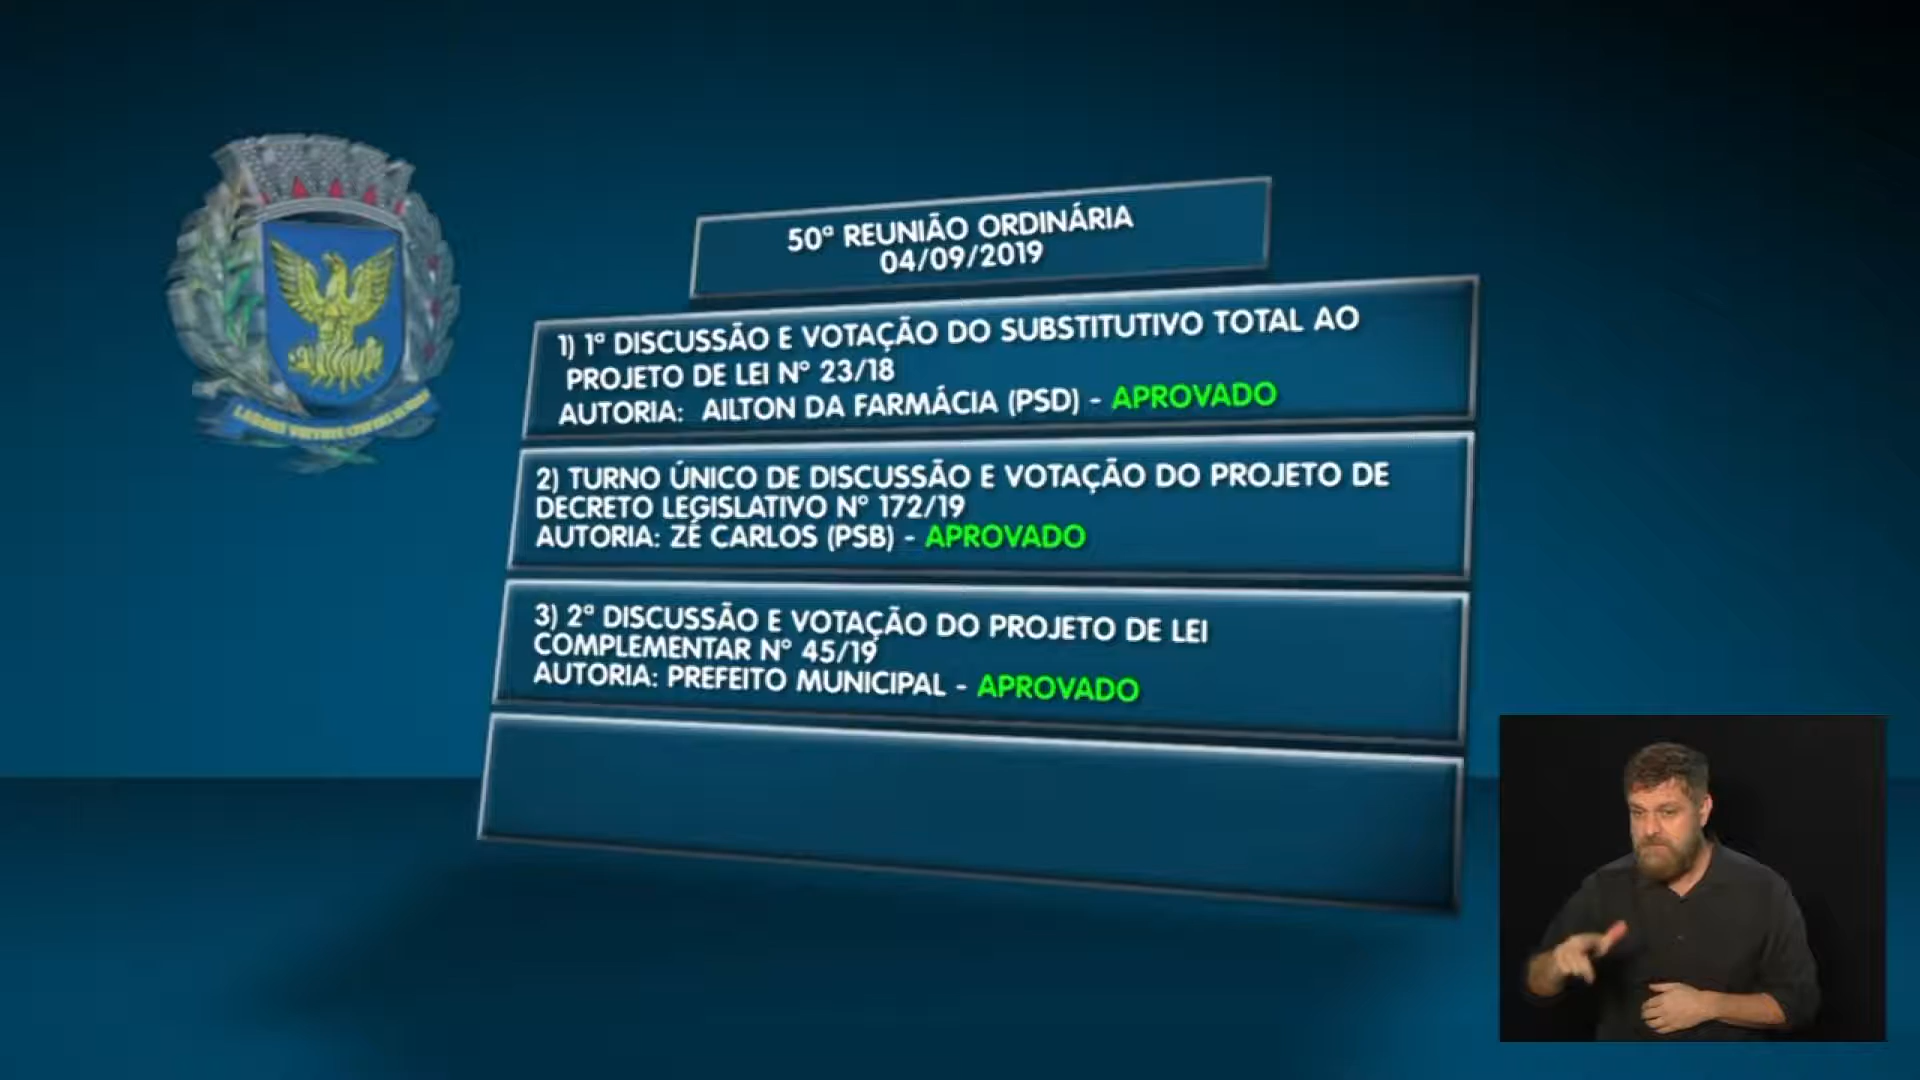 50ª REUNIÃO ORDINÁRIA
04/09/2019
1) 1ª DISCUSSÃO E VOTAÇÃO DO SUBSTITUTIVO TOTAL AO
PROJETO DE LEI Nº 23/18
AUTORIA: AILTON DA FARMÁCIA (PSD) - APROVADO
2) TURNO ÚNICO DE DISCUSSÃO E VOTAÇÃO DO PROJETO DE
DECRETO LEGISLATIVO Nº 172/19
AUTORIA: ZÉ CARLOS (PSB) - APROVADO
3) 2ª DISCUSSÃO E VOTAÇÃO DO PROJETO DE LEI
COMPLEMENTAR Nº 45/19
AUTORIA: PREFEITO MUNICIPAL - APROVADO